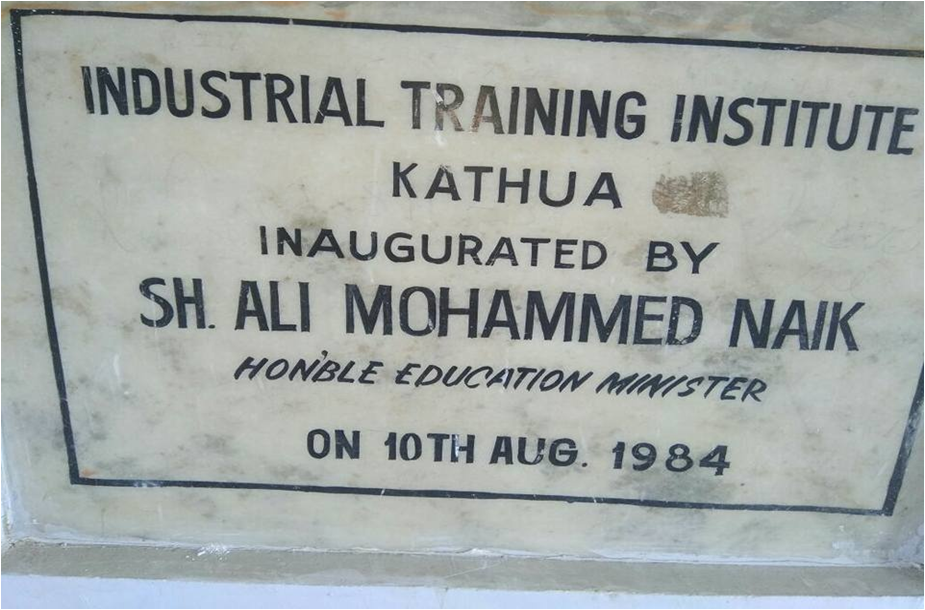 INDUSTRIAL TRAINING INSTITUTE
KATHUA
INAUGURATED BY
SH. ALI MOHAMMED NAIK
HON'BLE EDUCATION MINISTER
ON 10TH AUG. 1984